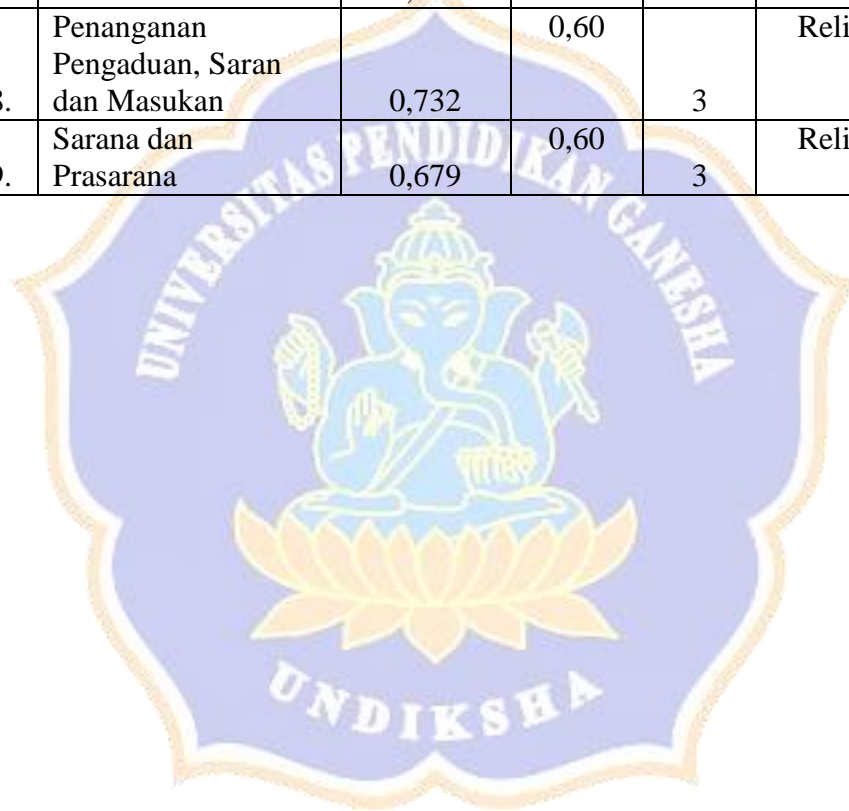 Penanganan 0,60 Reli
Pengaduan, Saran
dan Masukan 0,732 3
Sarana dan 0,60 Reli
9. Prasarana 0,679 3
UNIVERSITAS PENDIDIKAN GANESHA
UNDIKSHA